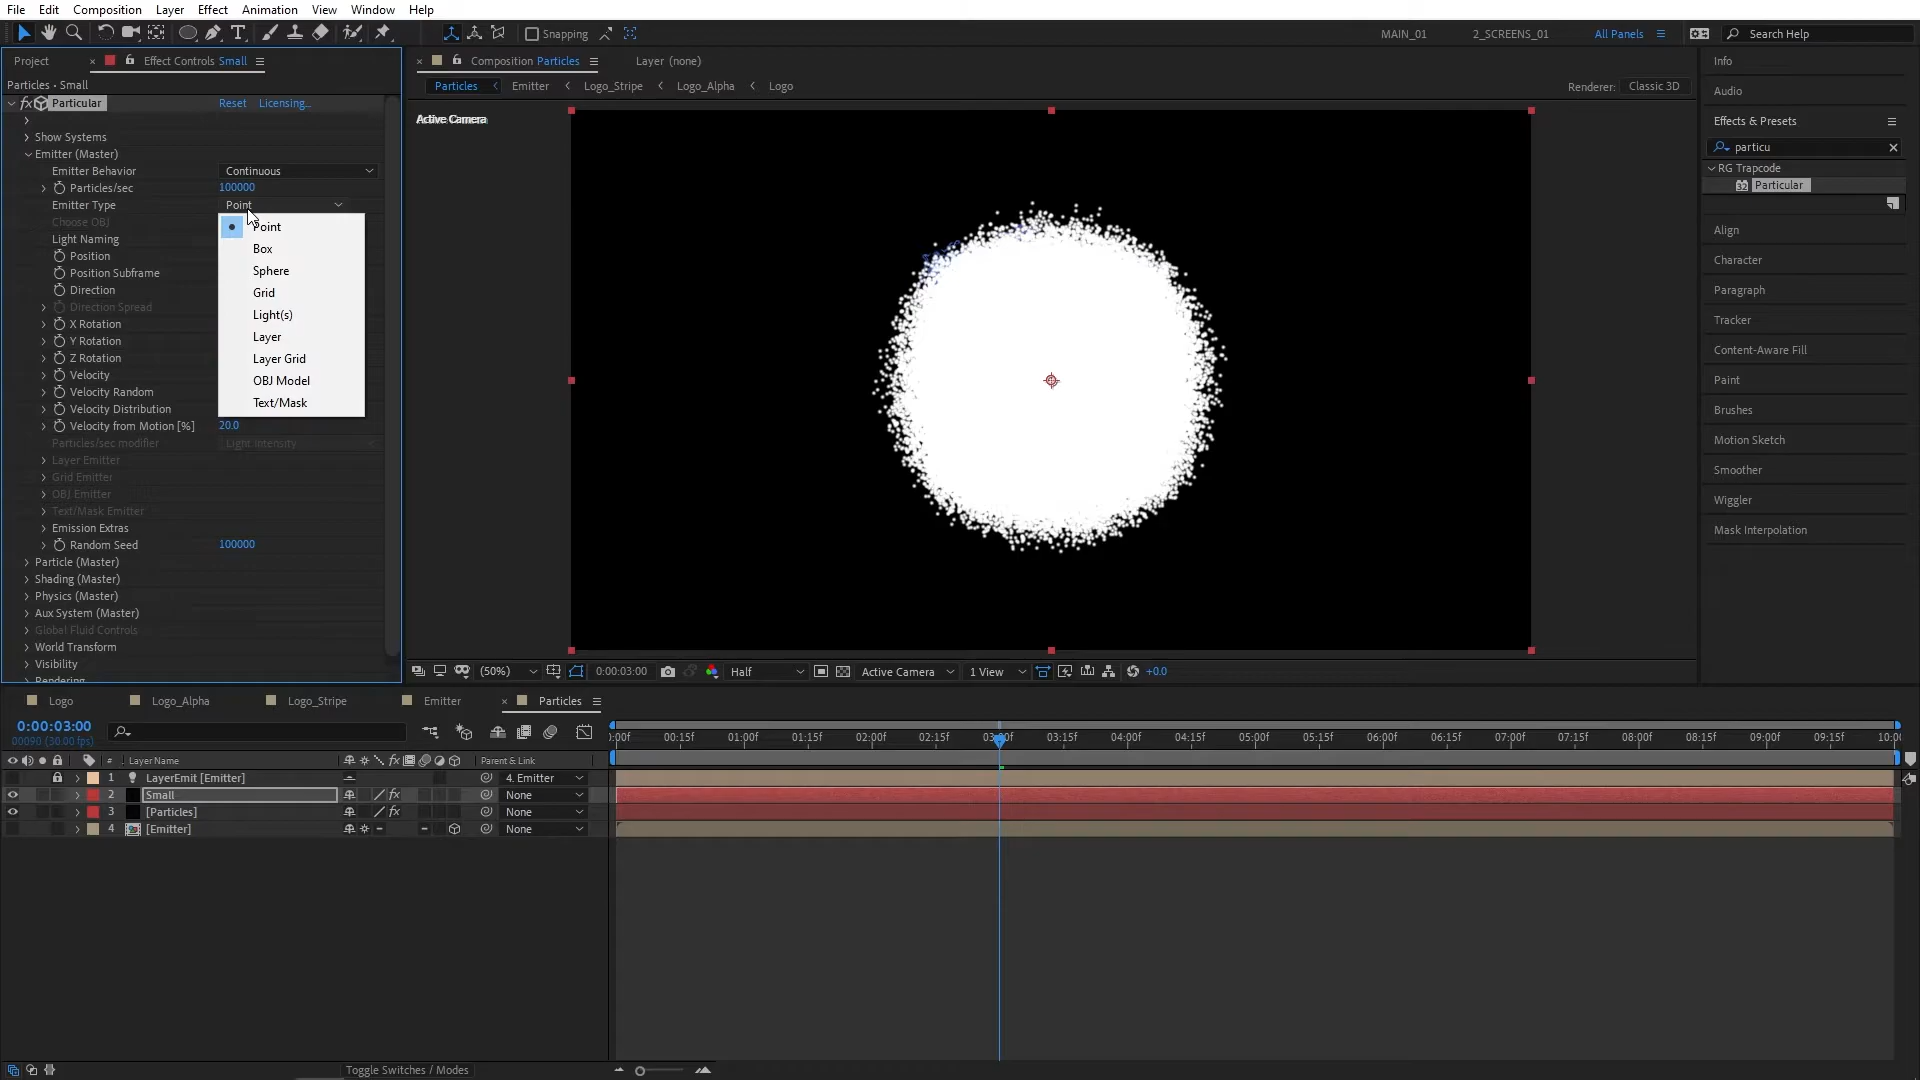 File Edit Composition Layer Effect Animation View Window Help
Snapping
MAIN_01
2_SCREENS_01
All Panels
Search Help
Project
Effect Controls Small
Particles • Small
fx Particular
Reset
Licensing...
Show Systems
Emitter (Master)
Emitter Behavior
Continuous
Particles/sec
100000
Emitter Type
Point
Choose OBJ
Light Naming
Position
Position Subframe
Direction
Direction Spread
X Rotation
Y Rotation
Z Rotation
Velocity
Velocity Random
Velocity Distribution
Velocity from Motion [%]
20.0
Particles/sec modifier
Light Intensity
Layer Emitter
Grid Emitter
OBJ Emitter
Text/Mask Emitter
Emission Extras
Random Seed
100000
Particle (Master)
Shading (Master)
Physics (Master)
Aux System (Master)
Global Fluid Controls
World Transform
Visibility
Rendering
Point
Box
Sphere
Grid
Light(s)
Layer
Layer Grid
OBJ Model
Text/Mask
Composition Particles
Layer (none)
Particles
Emitter
Logo_Stripe
Logo_Alpha
Logo
Renderer:
Classic 3D
Active Camera
(50%)
0:00:03:00
Half
Active Camera
1 View
+0.0
Info
Audio
Effects & Presets
particu
RG Trapcode
Particular
Align
Character
Paragraph
Tracker
Content-Aware Fill
Paint
Brushes
Motion Sketch
Smoother
Wiggler
Mask Interpolation
Logo
Logo_Alpha
Logo_Stripe
Emitter
Particles
0:00:03:00
00090 (30.00 fps)
# Layer Name
fx
Parent & Link
1 LayerEmit [Emitter]
4. Emitter
2 Small
fx
None
3 [Particles]
fx
None
4 [Emitter]
None
):00f 00:15f 01:00f 01:15f 02:00f 02:15f 03:00f 03:15f 04:00f 04:15f 05:00f 05:15f 06:00f 06:15f 07:00f 07:15f 08:00f 08:15f 09:00f 09:15f 10:00
Toggle Switches / Modes